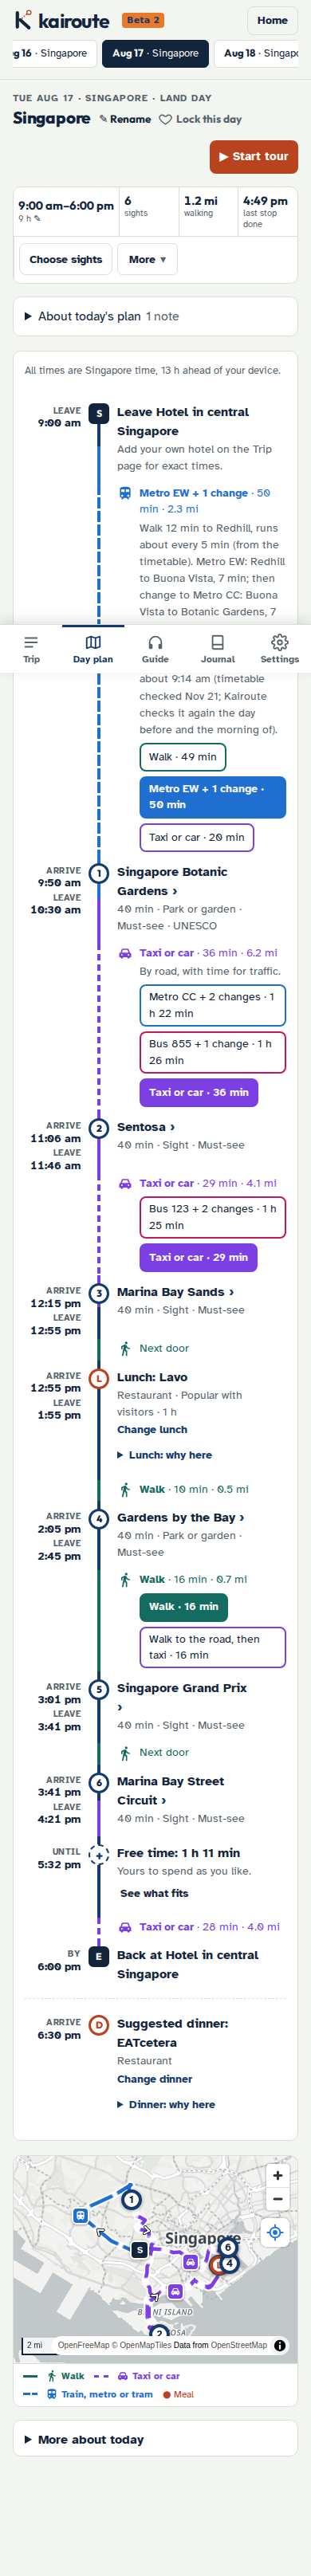 kairoute Beta 2 Home
ug 16 · Singapore Aug 17 · Singapore Aug 18 · Singapo
TUE AUG 17 · SINGAPORE · LAND DAY
Singapore ✎ Rename Lock this day
▶ Start tour
9:00 am–6:00 pm
9 h ✎
6
sights
1.2 mi
walking
4:49 pm
last stop
done
Choose sights More ▾
▶ About today's plan 1 note
All times are Singapore time, 13 h ahead of your device.
LEAVE
9:00 am
S
Leave Hotel in central
Singapore
Add your own hotel on the Trip
page for exact times.
Metro EW + 1 change · 50
min · 2.3 mi
Walk 12 min to Redhill, runs
about every 5 min (from the
timetable). Metro EW: Redhill
to Buona Vista, 7 min; then
change to Metro CC: Buona
Vista to Botanic Gardens, 7
Trip Day plan Guide Journal Settings
about 9:14 am (timetable
checked Nov 21; Kairoute
checks it again the day
before and the morning of).
Walk · 49 min
Metro EW + 1 change ·
50 min
Taxi or car · 20 min
ARRIVE
9:50 am
LEAVE
10:30 am
1
Singapore Botanic
Gardens ›
40 min · Park or garden ·
Must-see · UNESCO
Taxi or car · 36 min · 6.2 mi
By road, with time for traffic.
Metro CC + 2 changes · 1
h 22 min
Bus 855 + 1 change · 1 h
26 min
Taxi or car · 36 min
ARRIVE
11:06 am
LEAVE
11:46 am
2
Sentosa ›
40 min · Sight · Must-see
Taxi or car · 29 min · 4.1 mi
Bus 123 + 2 changes · 1 h
25 min
Taxi or car · 29 min
ARRIVE
12:15 pm
LEAVE
12:55 pm
3
Marina Bay Sands ›
40 min · Sight · Must-see
Next door
ARRIVE
12:55 pm
LEAVE
1:55 pm
L
Lunch: Lavo
Restaurant · Popular with
visitors · 1 h
Change lunch
▶ Lunch: why here
Walk · 10 min · 0.5 mi
ARRIVE
2:05 pm
LEAVE
2:45 pm
4
Gardens by the Bay ›
40 min · Park or garden ·
Must-see
Walk · 16 min · 0.7 mi
Walk · 16 min
Walk to the road, then
taxi · 16 min
ARRIVE
3:01 pm
LEAVE
3:41 pm
5
Singapore Grand Prix
›
40 min · Sight · Must-see
Next door
ARRIVE
3:41 pm
LEAVE
4:21 pm
6
Marina Bay Street
Circuit ›
40 min · Sight · Must-see
UNTIL
5:32 pm
+
Free time: 1 h 11 min
Yours to spend as you like.
See what fits
Taxi or car · 28 min · 4.0 mi
BY
6:00 pm
E
Back at Hotel in central
Singapore
ARRIVE
6:30 pm
D
Suggested dinner:
EATcetera
Restaurant
Change dinner
▶ Dinner: why here
+
−
1
S
Singapore
6
4
NI ISLAND
2
OSA
2 mi OpenFreeMap © OpenMapTiles Data from OpenStreetMap
Walk Taxi or car
Train, metro or tram Meal
▶ More about today